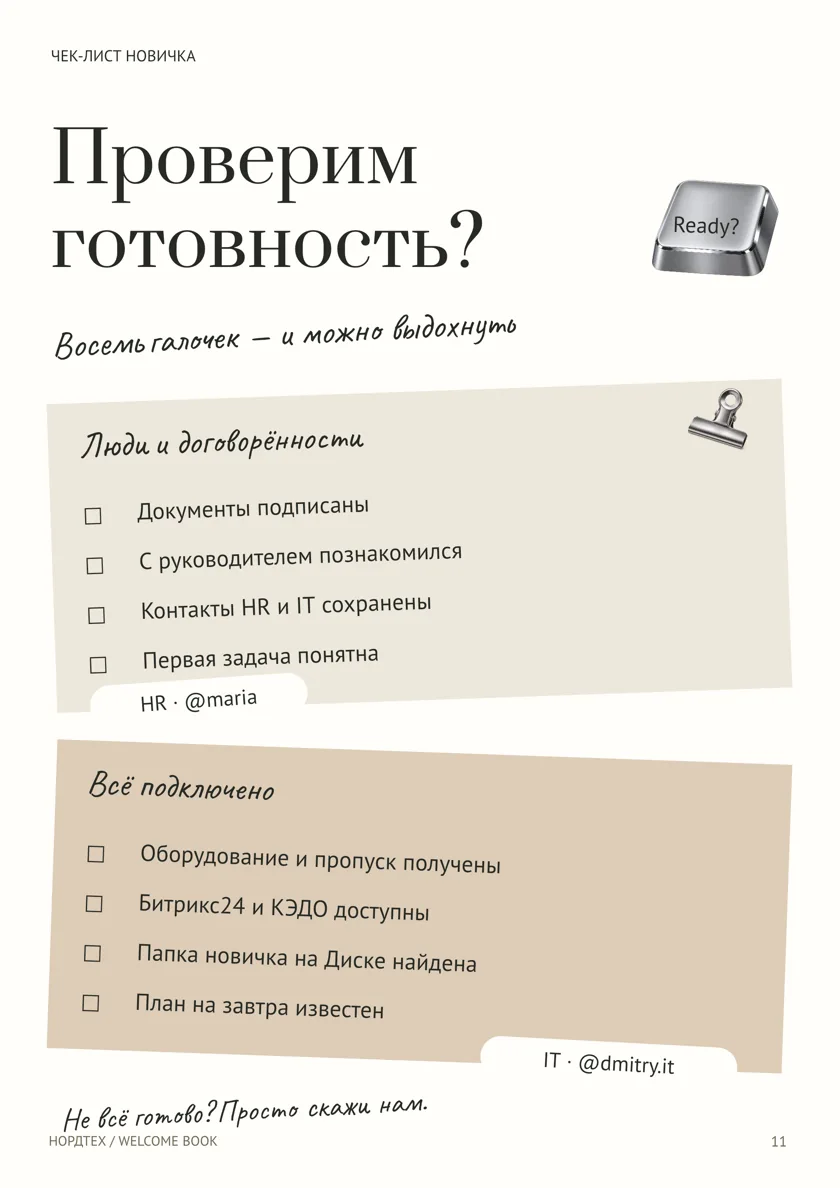 ЧЕК-ЛИСТ НОВИЧКА
Проверим
готовность?
Ready?
Восемь галочек — и можно выдохнуть
Люди и договорённости
Документы подписаны
С руководителем познакомился
Контакты HR и IT сохранены
Первая задача понятна
HR · @maria
Всё подключено
Оборудование и пропуск получены
Битрикс24 и КЭДО доступны
Папка новичка на Диске найдена
План на завтра известен
IT · @dmitry.it
Не всё готово? Просто скажи нам.
НОРДТЕХ / WELCOME BOOK
11